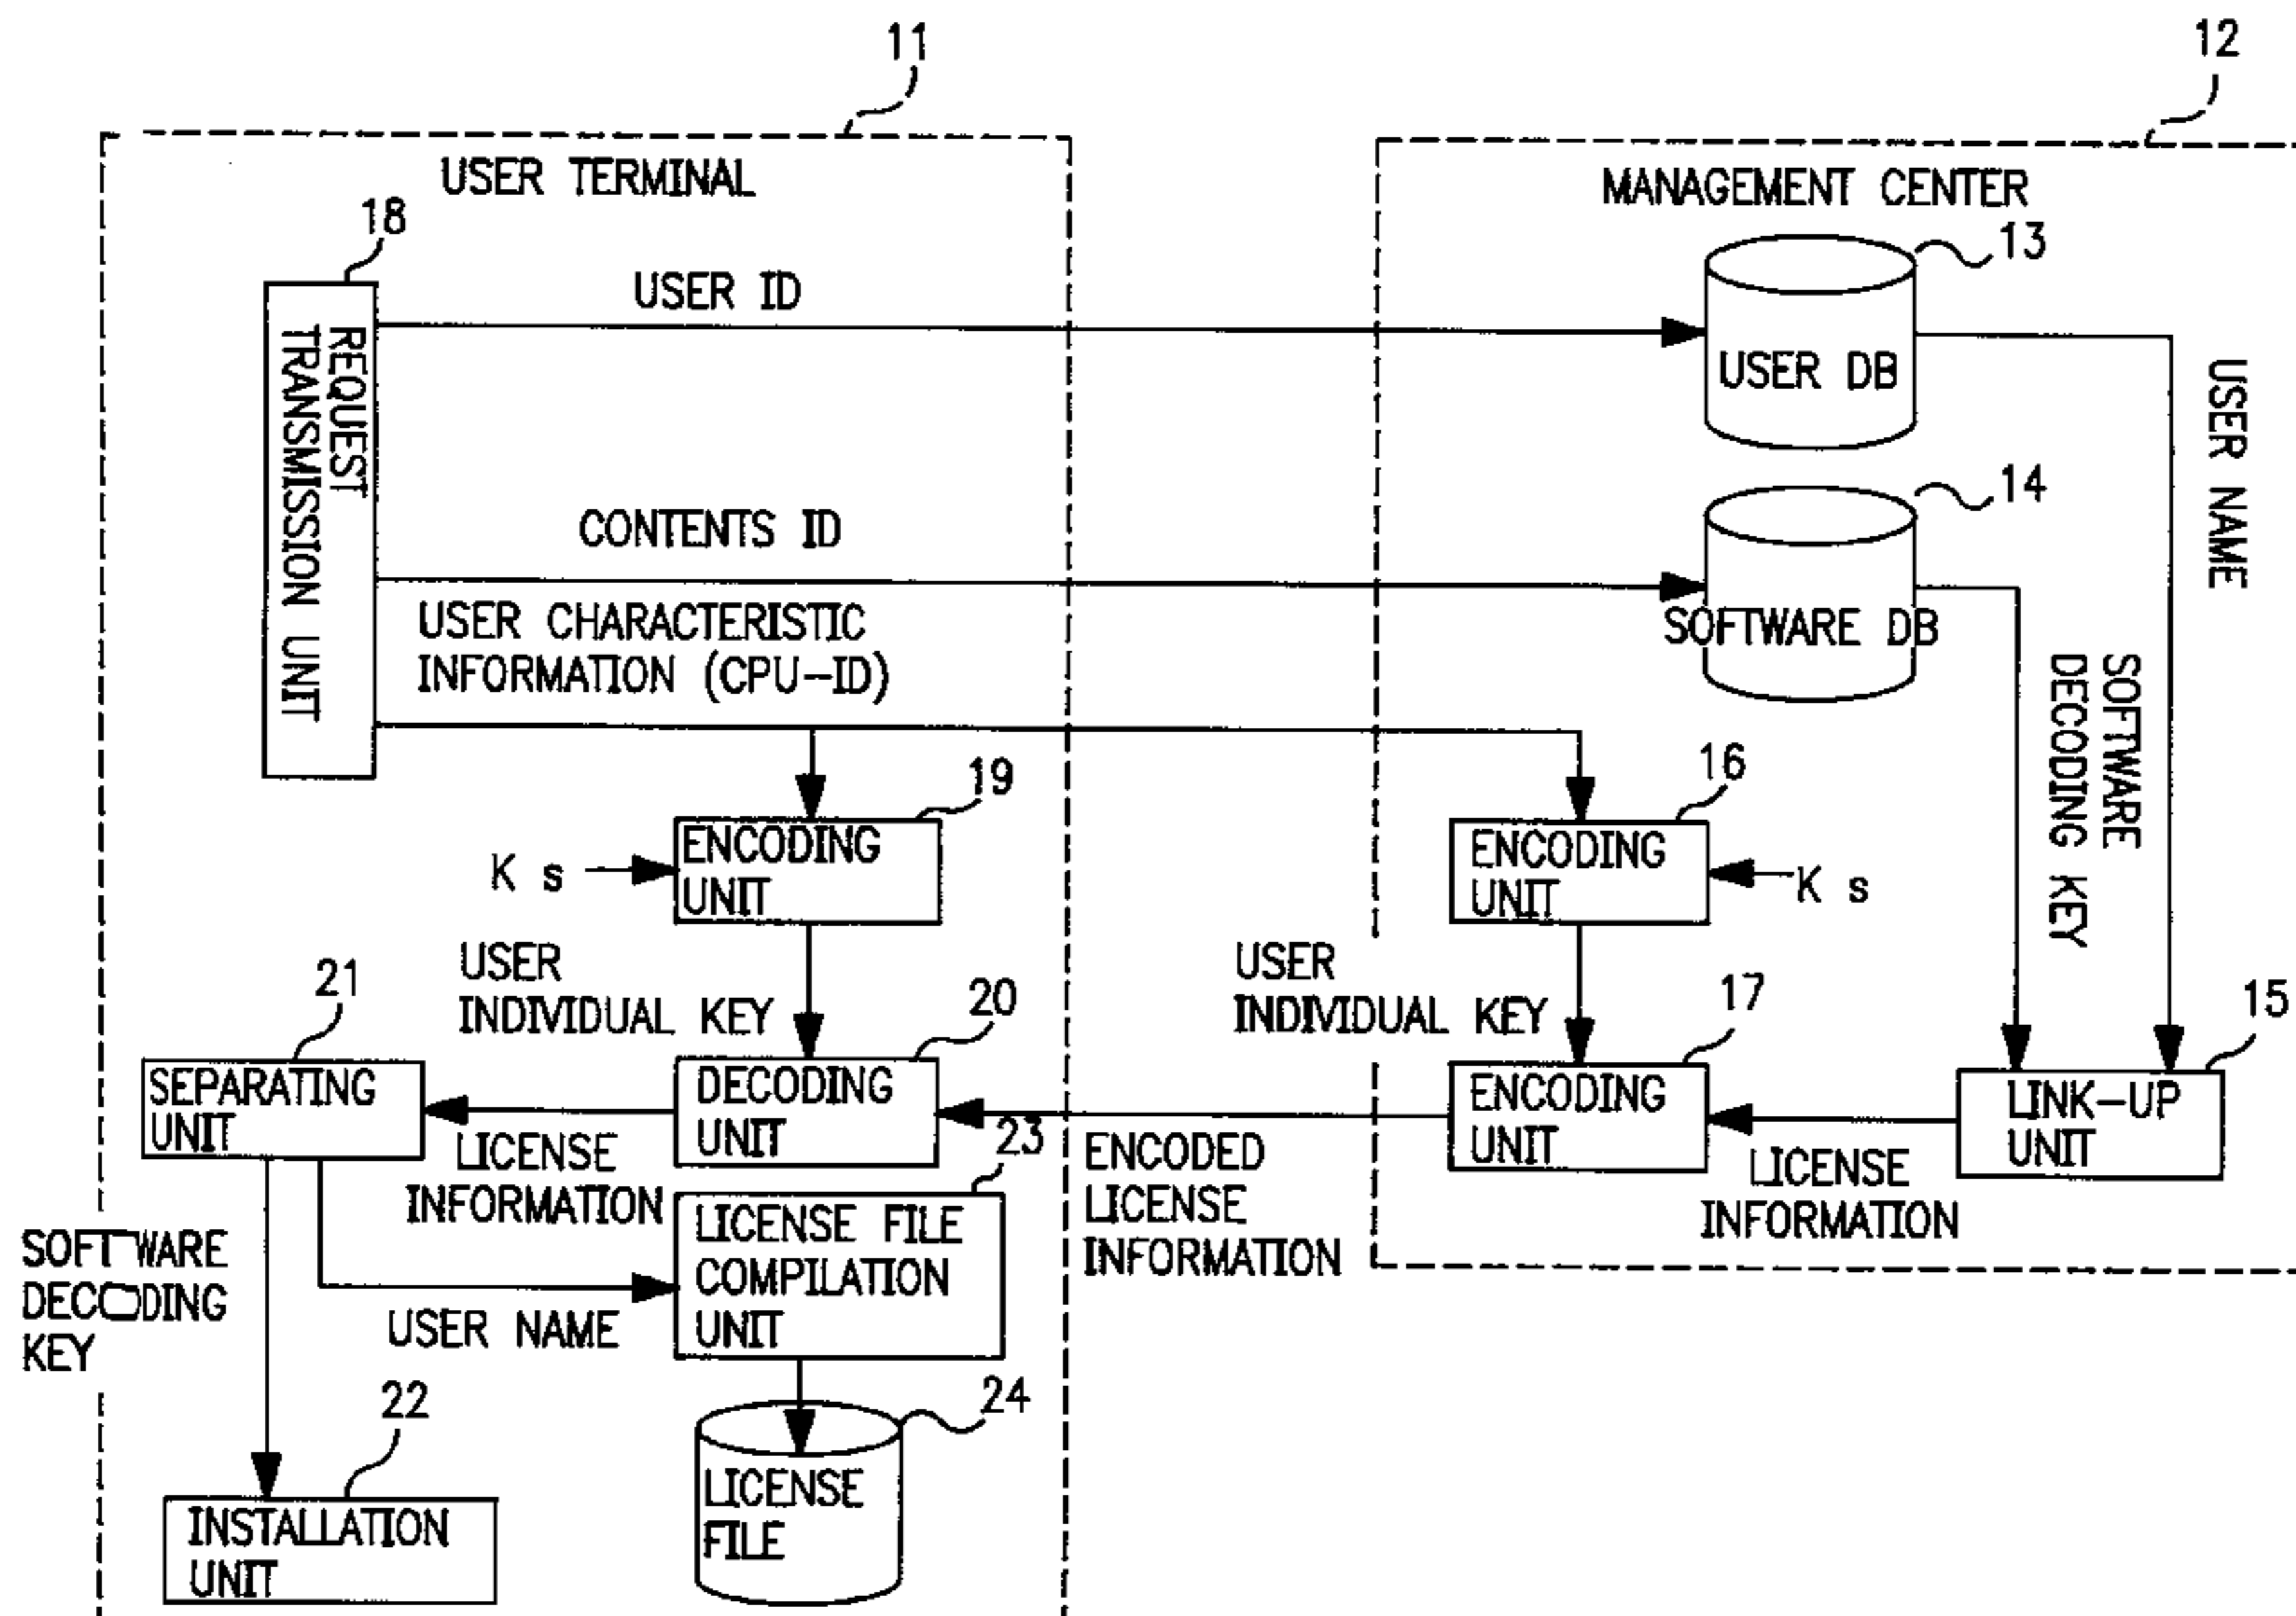 11
12
USER TERMINAL
MANAGEMENT CENTER
18
13
USER ID
REQUEST
TRANSMISSION UNIT
USER DB
USER NAME
14
CONTENTS ID
SOFTWARE DB
USER CHARACTERISTIC
INFORMATION (CPU-ID)
SOFTWARE
DECODING KEY
19
16
ENCODING
UNIT
K s
ENCODING
UNIT
K s
USER
INDIVIDUAL KEY
USER
INDIVIDUAL KEY
21
20
17
15
SEPARATING
UNIT
DECODING
UNIT
ENCODING
UNIT
LINK-UP
UNIT
23
LICENSE
INFORMATION
ENCODED
LICENSE
INFORMATION
LICENSE
INFORMATION
LICENSE FILE
COMPILATION
UNIT
SOFTWARE
DECODING
KEY
USER NAME
22
24
INSTALLATION
UNIT
LICENSE
FILE